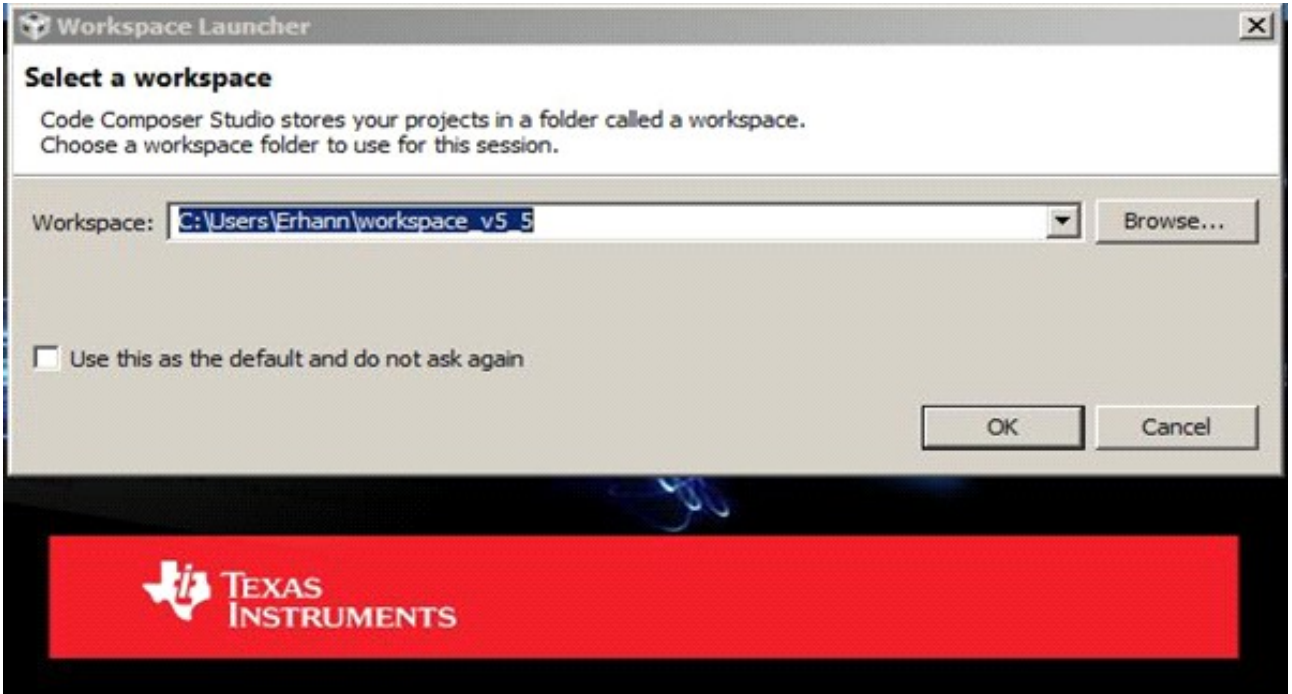 Workspace Launcher
Select a workspace
Code Composer Studio stores your projects in a folder called a workspace.
Choose a workspace folder to use for this session.
Workspace: C:\Users\Erhann\workspace_v5_5 Browse...
Use this as the default and do not ask again
OK Cancel
TEXAS
INSTRUMENTS